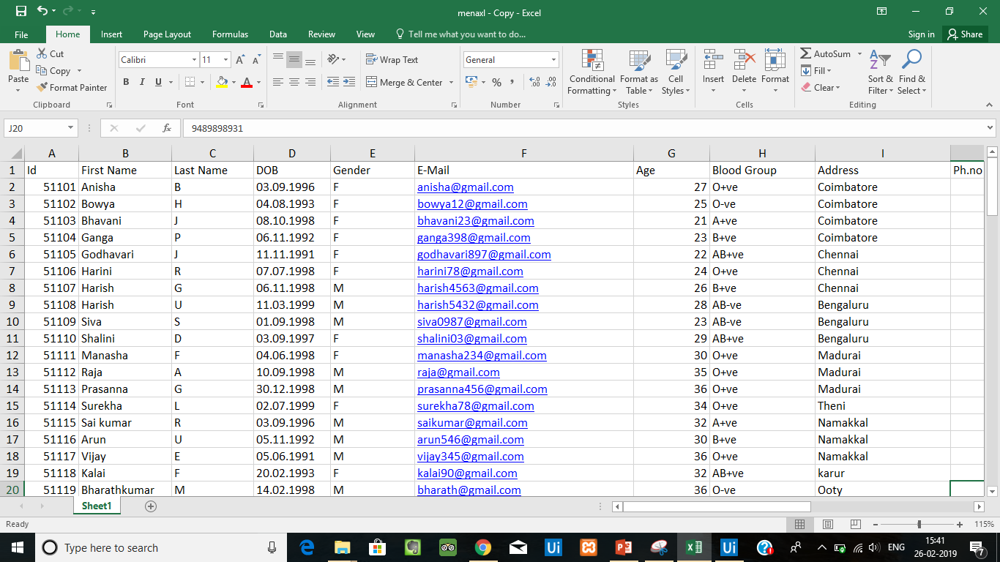 menaxl - Copy - Excel
File Home Insert Page Layout Formulas Data Review View Tell me what you want to do... Sign in Share
Paste Cut Copy Format Painter Clipboard
Calibri 11 B I U A Font
Wrap Text Merge & Center Alignment
General % Number
Conditional Formatting Format as Table Cell Styles Styles
Insert Delete Format Cells
AutoSum Fill Clear Sort & Filter Find & Select Editing
J20 fx 9489898931
A B C D E F G H I
1 Id First Name Last Name DOB Gender E-Mail Age Blood Group Address Ph.no
2 51101 Anisha B 03.09.1996 F anisha@gmail.com 27 O+ve Coimbatore
3 51102 Bowya H 04.08.1993 F bowya12@gmail.com 25 O-ve Coimbatore
4 51103 Bhavani J 08.10.1998 F bhavani23@gmail.com 21 A+ve Coimbatore
5 51104 Ganga P 06.11.1992 F ganga398@gmail.com 23 B+ve Coimbatore
6 51105 Godhavari J 11.11.1991 F godhavari897@gmail.com 22 AB+ve Chennai
7 51106 Harini R 07.07.1998 F harini78@gmail.com 24 O+ve Chennai
8 51107 Harish G 06.11.1998 M harish4563@gmail.com 26 B+ve Chennai
9 51108 Harish U 11.03.1999 M harish5432@gmail.com 28 AB-ve Bengaluru
10 51109 Siva S 01.09.1998 M siva0987@gmail.com 23 AB-ve Bengaluru
11 51110 Shalini D 03.09.1997 F shalini03@gmail.com 29 AB+ve Bengaluru
12 51111 Manasha F 04.06.1998 F manasha234@gmail.com 30 O+ve Madurai
13 51112 Raja A 10.09.1998 M raja@gmail.com 35 O+ve Madurai
14 51113 Prasanna G 30.12.1998 M prasanna456@gmail.com 36 O+ve Madurai
15 51114 Surekha L 02.07.1999 F surekha78@gmail.com 34 O+ve Theni
16 51115 Sai kumar R 03.09.1996 M saikumar@gmail.com 32 A+ve Namakkal
17 51116 Arun U 05.11.1992 M arun546@gmail.com 30 B+ve Namakkal
18 51117 Vijay E 05.06.1991 M vijay345@gmail.com 36 O+ve Namakkal
19 51118 Kalai F 20.02.1993 F kalai90@gmail.com 32 AB+ve karur
20 51119 Bharathkumar M 14.02.1998 M bharath@gmail.com 36 O-ve Ooty
Sheet1
Ready 115%
Type here to search Ui Ui ENG 15:41
26-02-2019 7